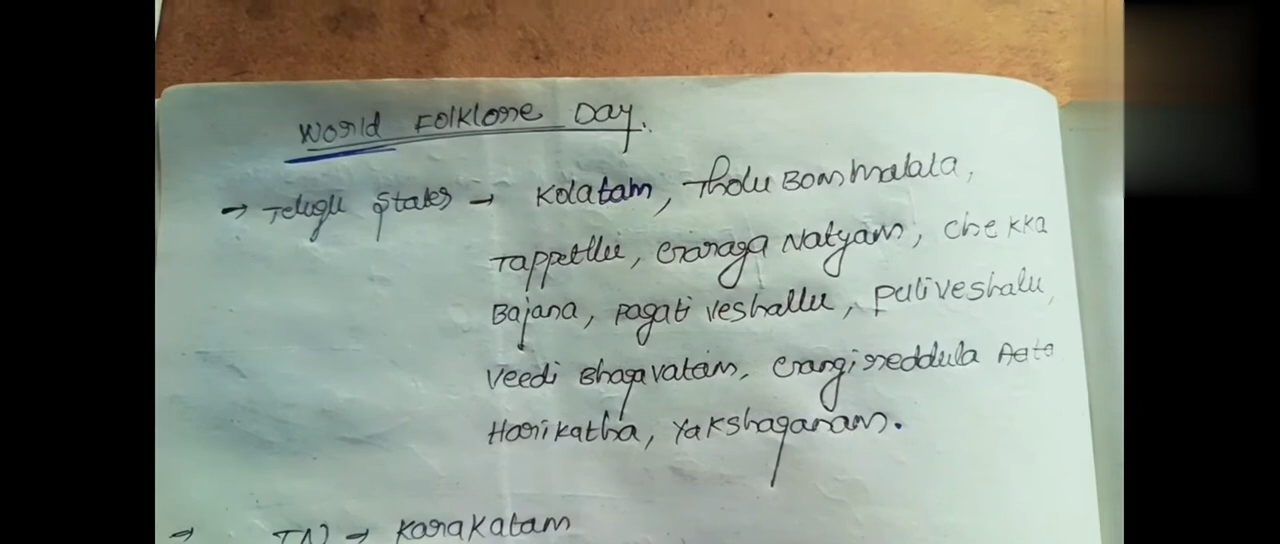 World Folklore Day.
→ Telugu States → Kolatam, Tholu Bommalata,
Tappetllu, Garaga Natyam, Chekka
Bajana, Pagati Veshallu, Puliveshalu,
Veedi Bhagavatam, Gangireddula Aata
Harikatha, Yakshaganam.
→ TN → Karakatam